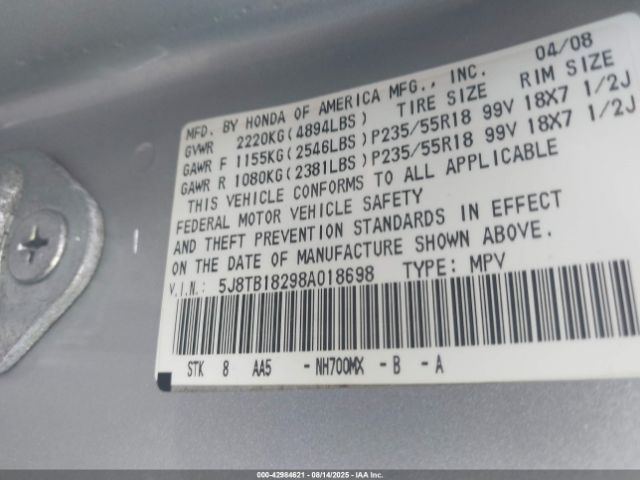 MFD. BY HONDA OF AMERICA MFG., INC. 04/08
GVWR 2220KG(4894LBS) TIRE SIZE RIM SIZE
GAWR F 1155KG(2546LBS)P235/55R18 99V 18X7 1/2J
GAWR R 1080KG(2381LBS)P235/55R18 99V 18X7 1/2J
THIS VEHICLE CONFORMS TO ALL APPLICABLE
FEDERAL MOTOR VEHICLE SAFETY
AND THEFT PREVENTION STANDARDS IN EFFECT
ON THE DATE OF MANUFACTURE SHOWN ABOVE.
V.I.N.: 5J8TB18298A018698 TYPE: MPV
STK 8 AA5 -NH700MX -B -A
000-42984621 - 08/14/2025 - IAA Inc.